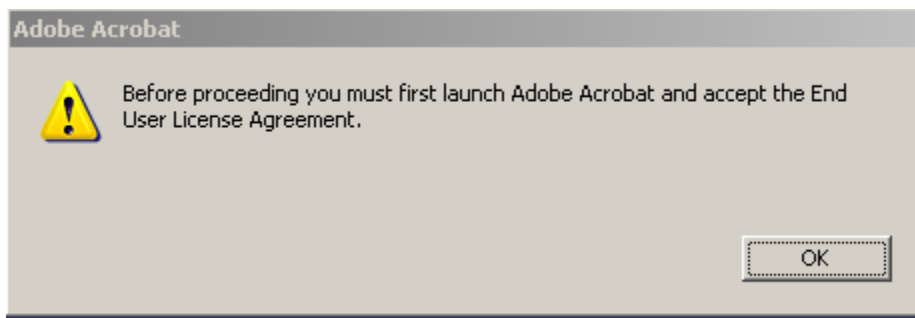 Adobe Acrobat
Before proceeding you must first launch Adobe Acrobat and accept the End
User License Agreement.
OK